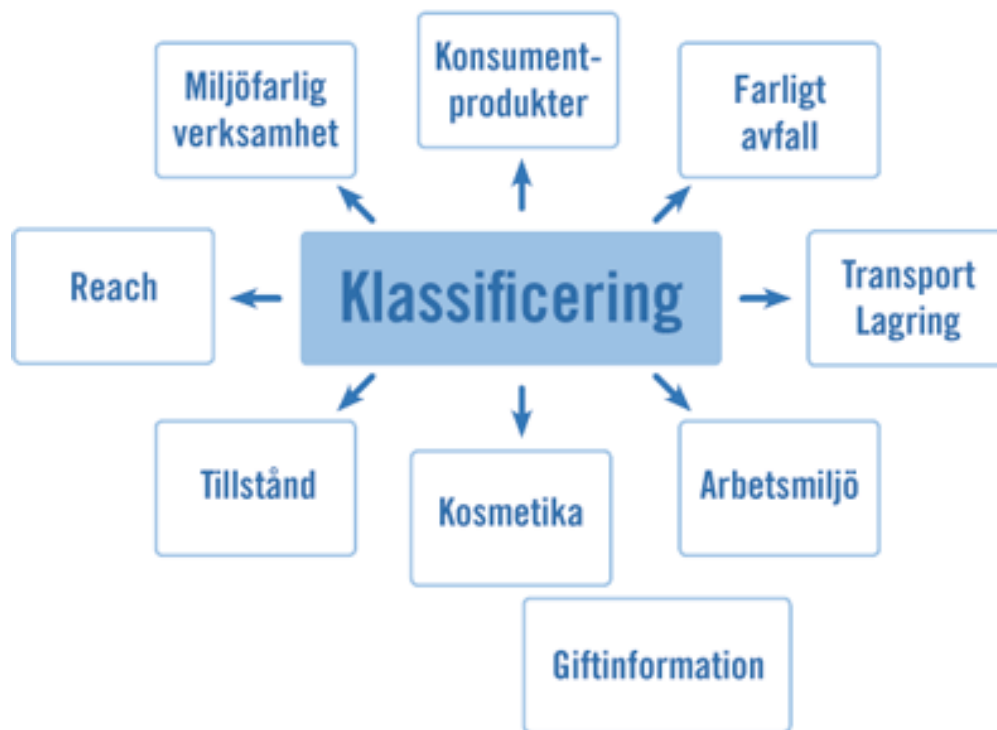 Miljöfarlig
verksamhet
Konsument-
produkter
Farligt
avfall
Reach
Klassificering
Transport
Lagring
Tillstånd
Kosmetika
Arbetsmiljö
Giftinformation